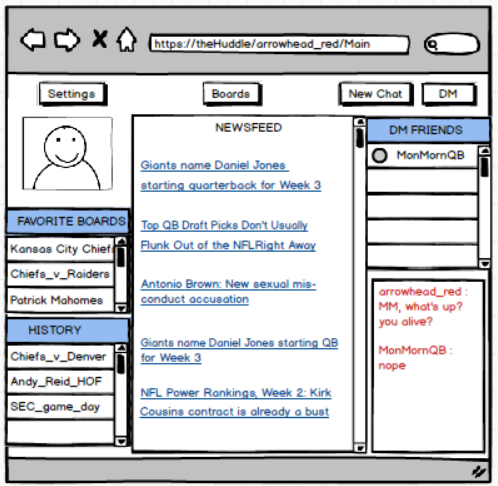 https://theHuddle/arrowhead_red/Main
Settings
Boards
New Chat
DM
FAVORITE BOARDS
Kansas City Chief
Chiefs_v_Raiders
Patrick Mahomes
HISTORY
Chiefs_v_Denver
Andy_Reid_HOF
SEC_game_day
NEWSFEED
Giants name Daniel Jones
starting quarterback for Week 3
Top QB Draft Picks Don't Usually
Flunk Out of the NFLRight Away
Antonio Brown: New sexual mis-
conduct accusation
Giants name Daniel Jones starting QB
for Week 3
NFL Power Rankings, Week 2: Kirk
Cousins contract is already a bust
DM FRIENDS
MonMornQB
arrowhead_red :
MM, what's up?
you alive?
MonMornQB :
nope